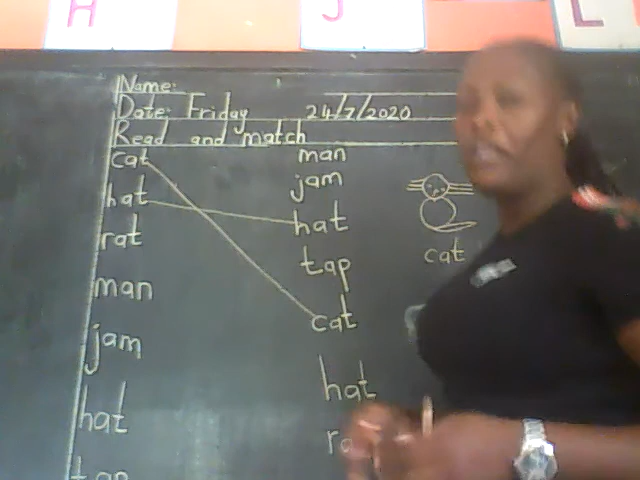 H J L
Name:
Date: Friday 24/7/2020
Read and match
cat man
hat jam
rat hat
man tap
jam cat
hat hat
tap
cat